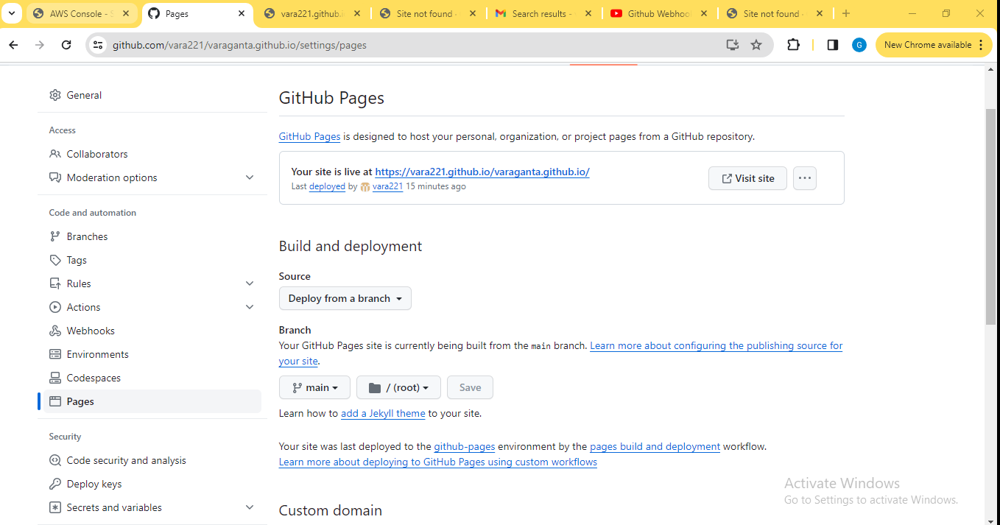 AWS Console - S
Pages
vara221.github.i
Site not found ·
Search results -
Github Webhoo
Site not found ·
github.com/vara221/varaganta.github.io/settings/pages
G
New Chrome available
General
Access
Collaborators
Moderation options
Code and automation
Branches
Tags
Rules
Actions
Webhooks
Environments
Codespaces
Pages
Security
Code security and analysis
Deploy keys
Secrets and variables
GitHub Pages
GitHub Pages is designed to host your personal, organization, or project pages from a GitHub repository.
Your site is live at https://vara221.github.io/varaganta.github.io/
Last deployed by vara221 15 minutes ago
Visit site
Build and deployment
Source
Deploy from a branch
Branch
Your GitHub Pages site is currently being built from the main branch. Learn more about configuring the publishing source for
your site.
main
/ (root)
Save
Learn how to add a Jekyll theme to your site.
Your site was last deployed to the github-pages environment by the pages build and deployment workflow.
Learn more about deploying to GitHub Pages using custom workflows
Custom domain
Activate Windows
Go to Settings to activate Windows.